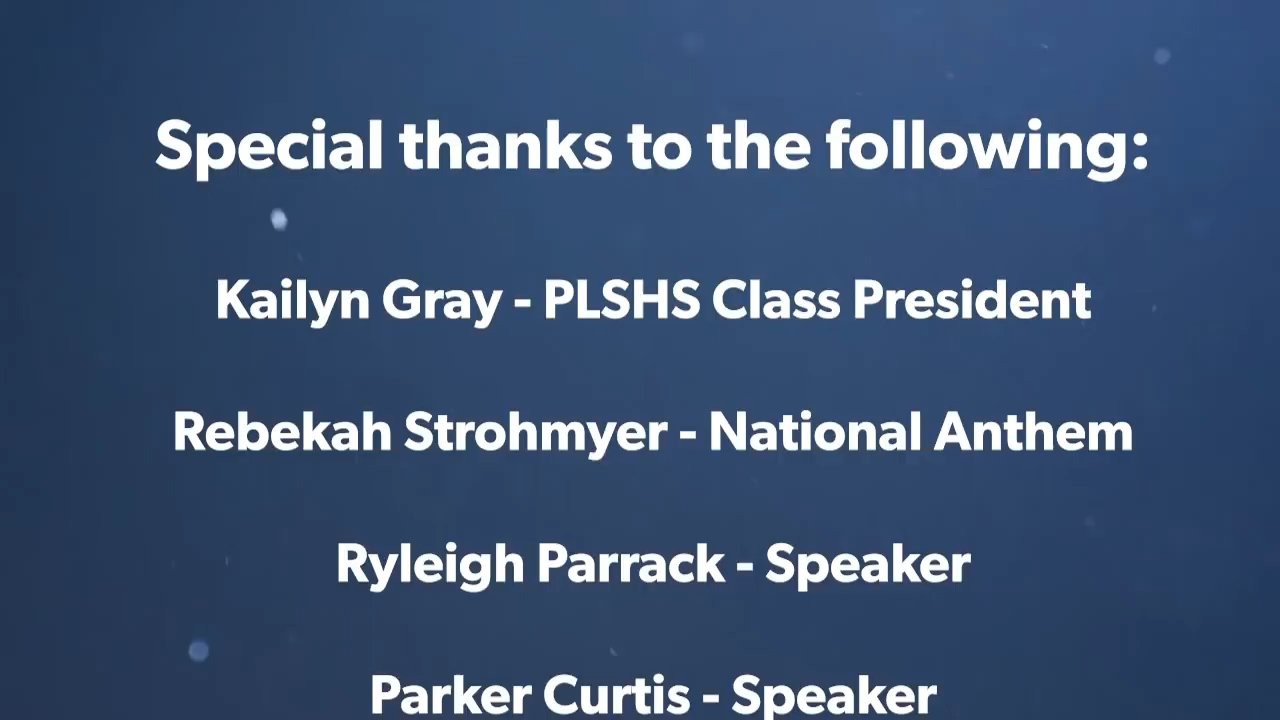 Special thanks to the following:
Kailyn Gray - PLSHS Class President
Rebekah Strohmyer - National Anthem
Ryleigh Parrack - Speaker
Parker Curtis - Speaker